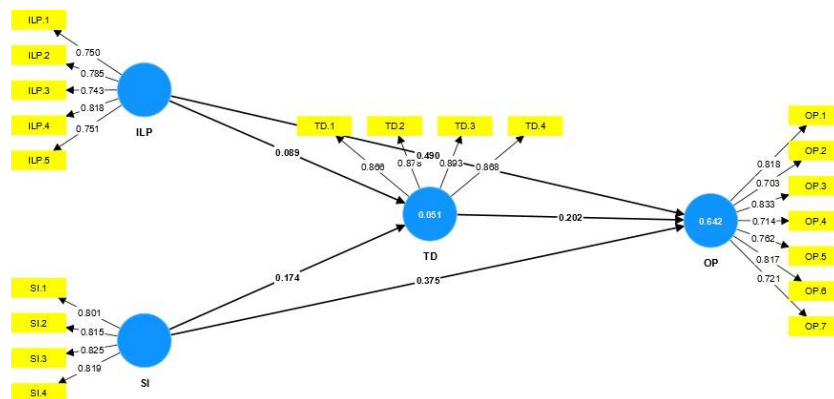 ILP.1
ILP.2
ILP.3
ILP.4
ILP.5
0.750
0.785
0.743
0.818
0.751
ILP
TD.1
TD.2
TD.3
TD.4
0.866
0.878
0.893
0.868
0.490
0.089
0.051
TD
0.202
0.174
0.375
OP.1
OP.2
OP.3
OP.4
OP.5
OP.6
OP.7
0.818
0.703
0.833
0.714
0.762
0.817
0.721
0.642
OP
SI.1
SI.2
SI.3
SI.4
0.801
0.815
0.825
0.819
SI